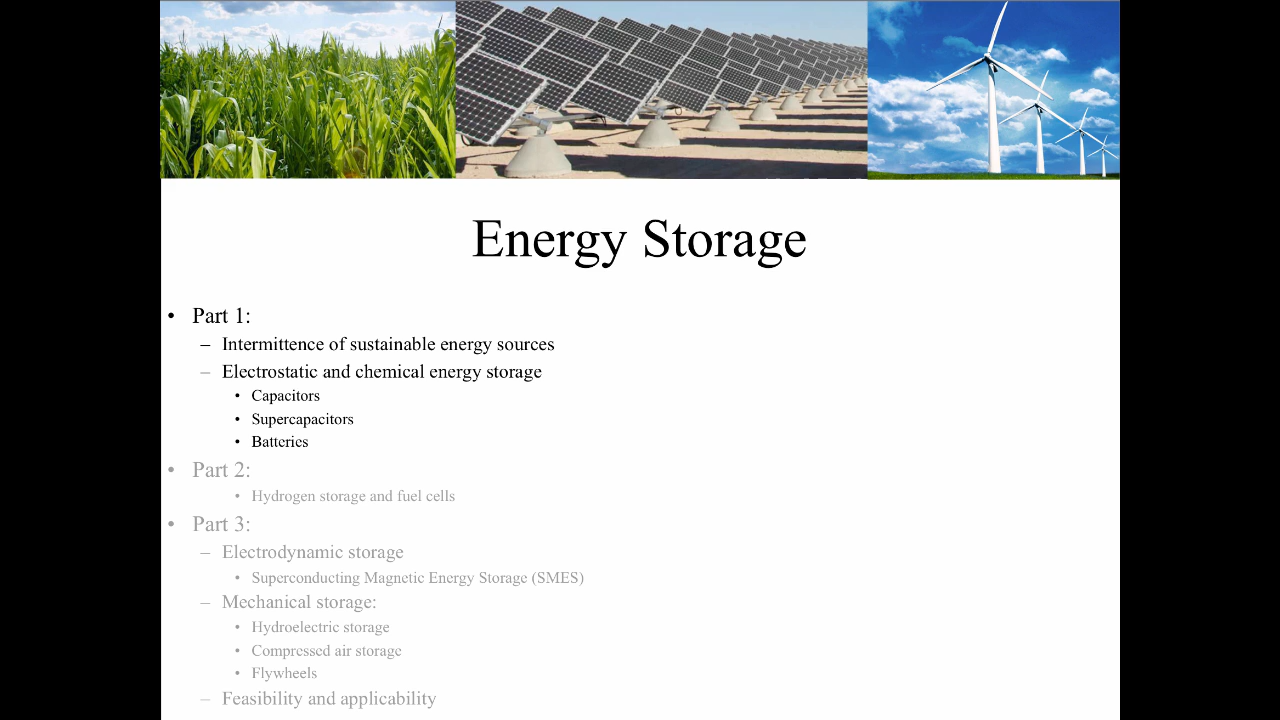 Energy Storage
• Part 1:
– Intermittence of sustainable energy sources
– Electrostatic and chemical energy storage
• Capacitors
• Supercapacitors
• Batteries
• Part 2:
• Hydrogen storage and fuel cells
• Part 3:
– Electrodynamic storage
• Superconducting Magnetic Energy Storage (SMES)
– Mechanical storage:
• Hydroelectric storage
• Compressed air storage
• Flywheels
– Feasibility and applicability